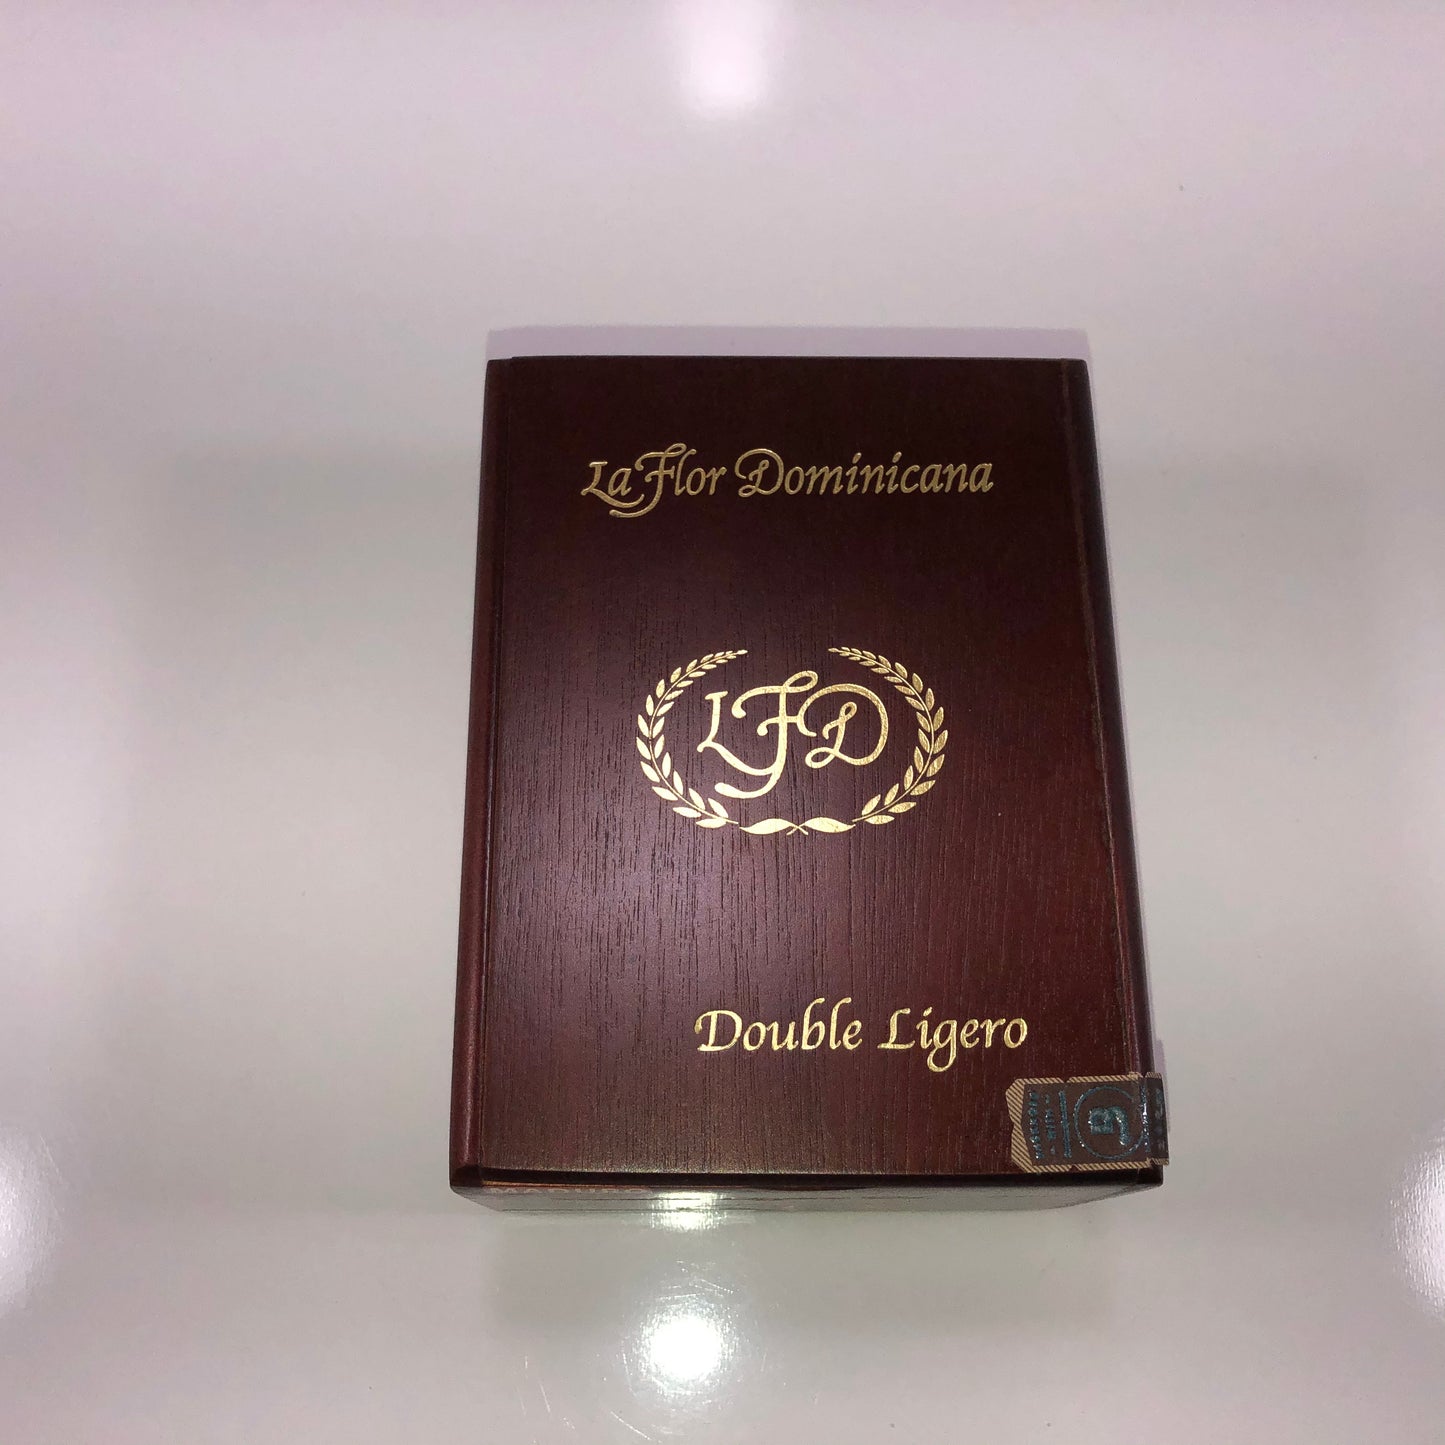 La Flor Dominicana
LFD
Double Ligero